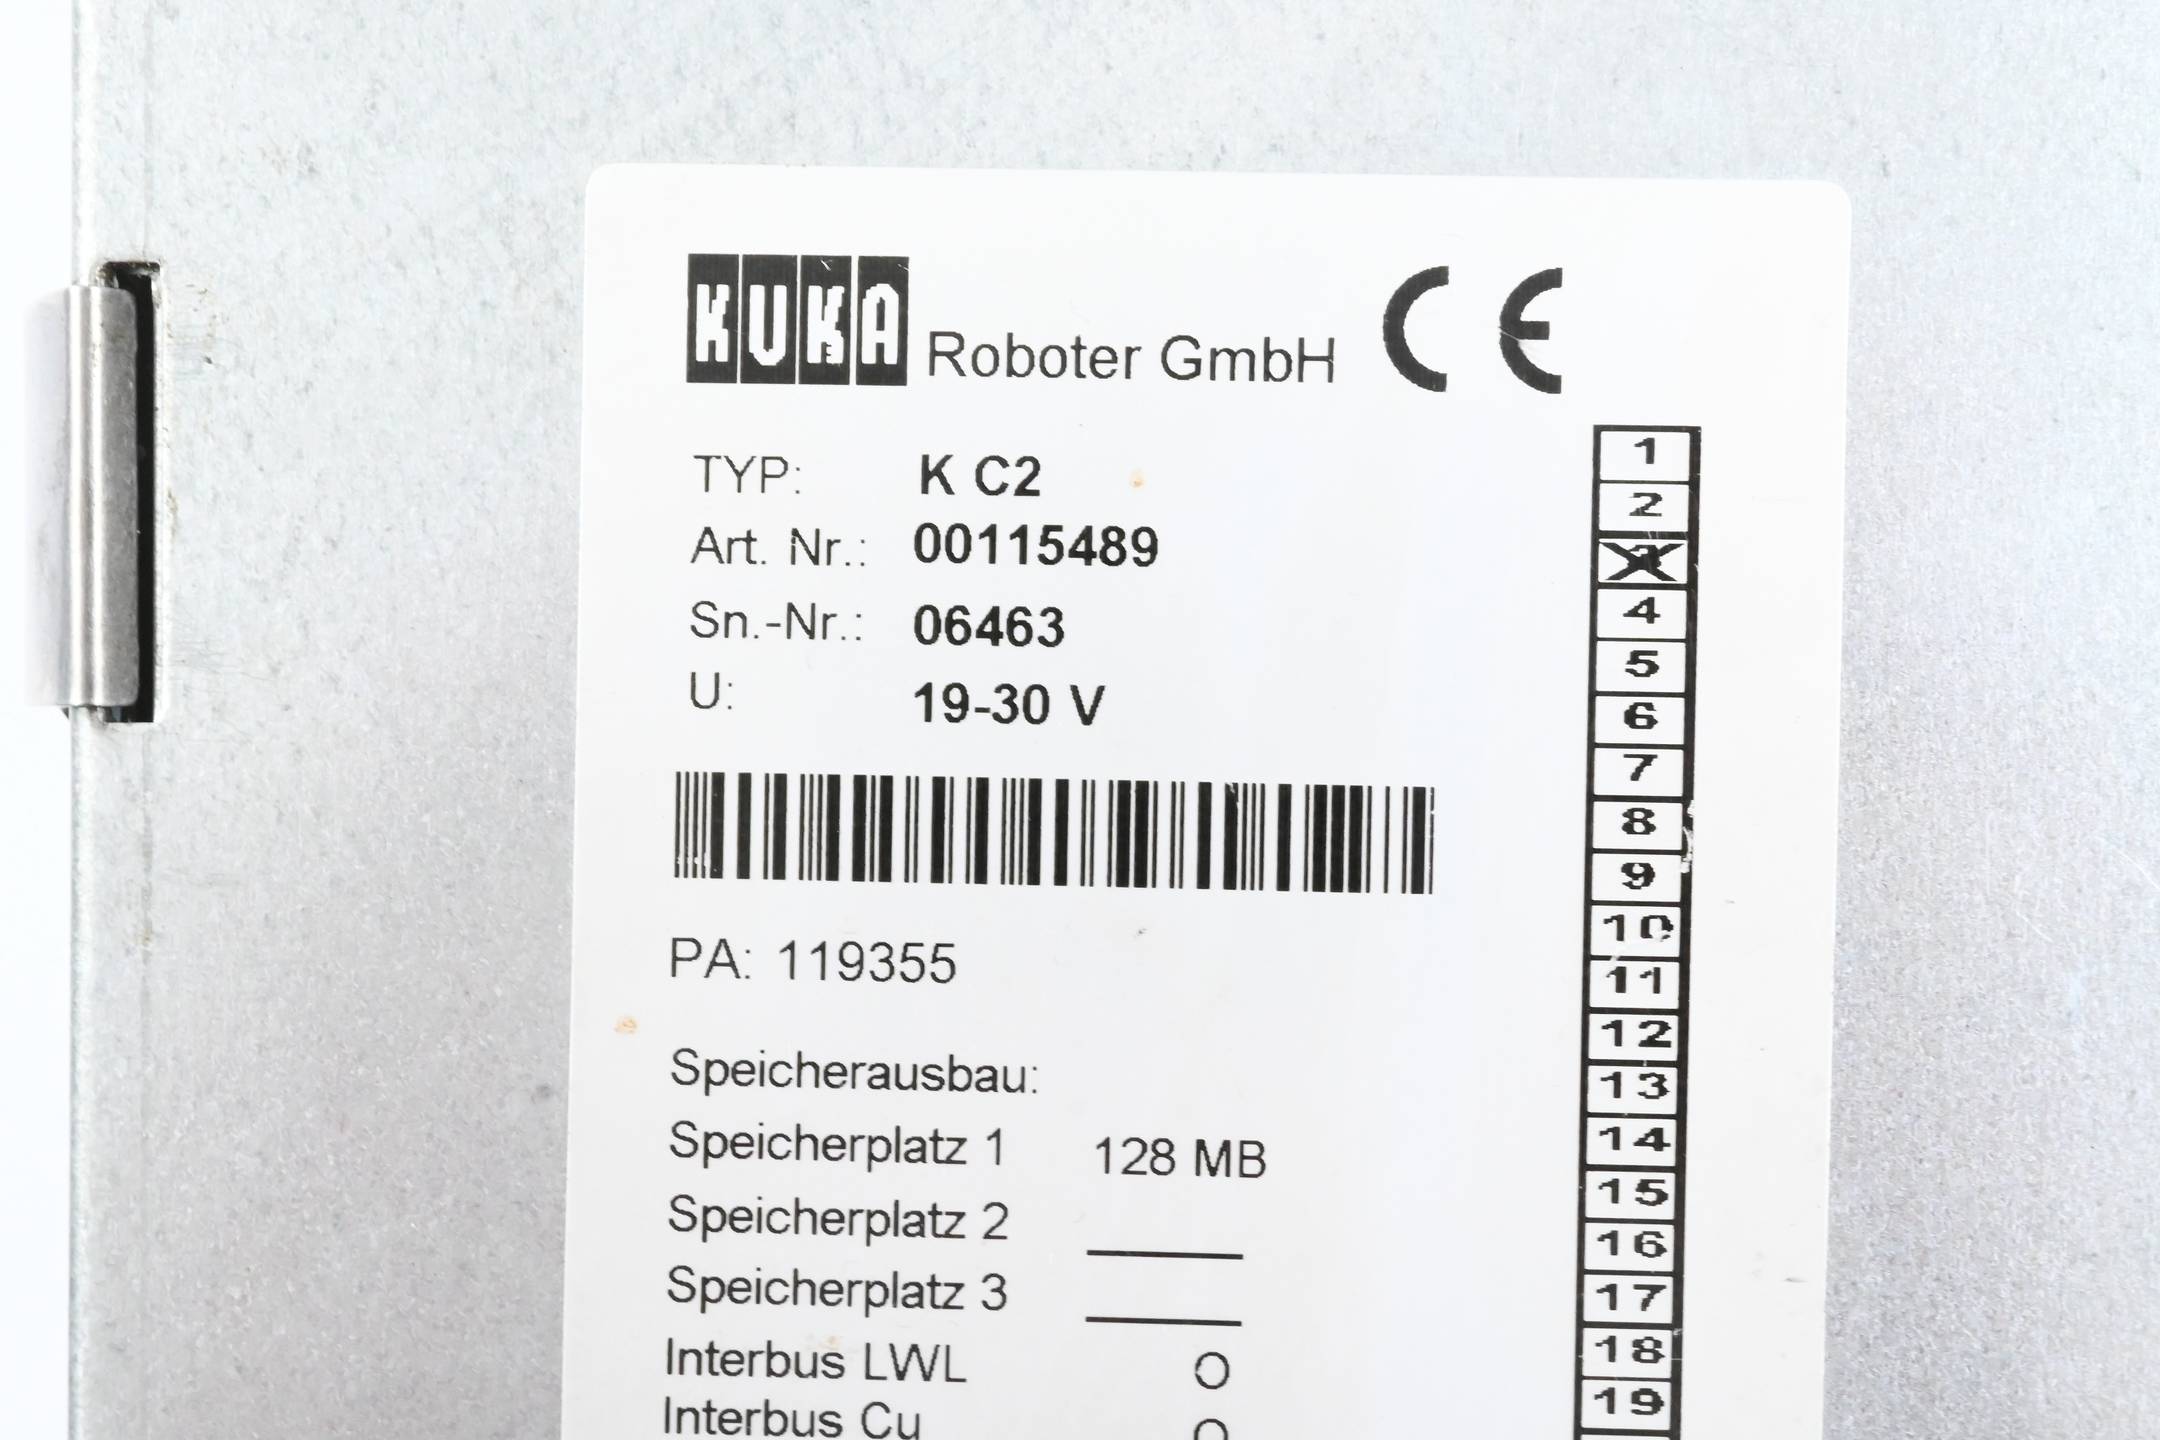 KUKA Roboter GmbH CE
TYP: K C2
Art. Nr.: 00115489
Sn.-Nr.: 06463
U: 19-30 V
PA: 119355
Speicherausbau:
Speicherplatz 1 128 MB
Speicherplatz 2
Speicherplatz 3
Interbus LWL
Interbus Cu
1
2
4
5
6
7
8
9
10
11
12
13
14
15
16
17
18
19